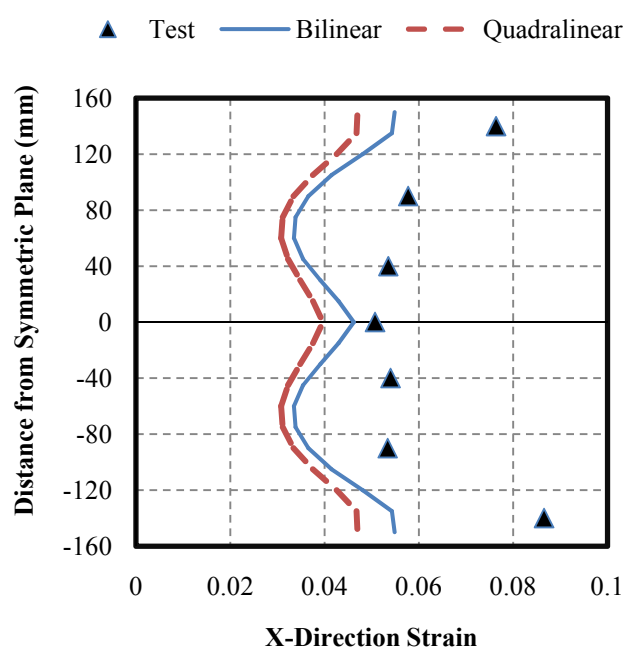 Test Bilinear Quadralinear
160
120
80
40
0
-40
-80
-120
-160
Distance from Symmetric Plane (mm)
0 0.02 0.04 0.06 0.08 0.1
X-Direction Strain